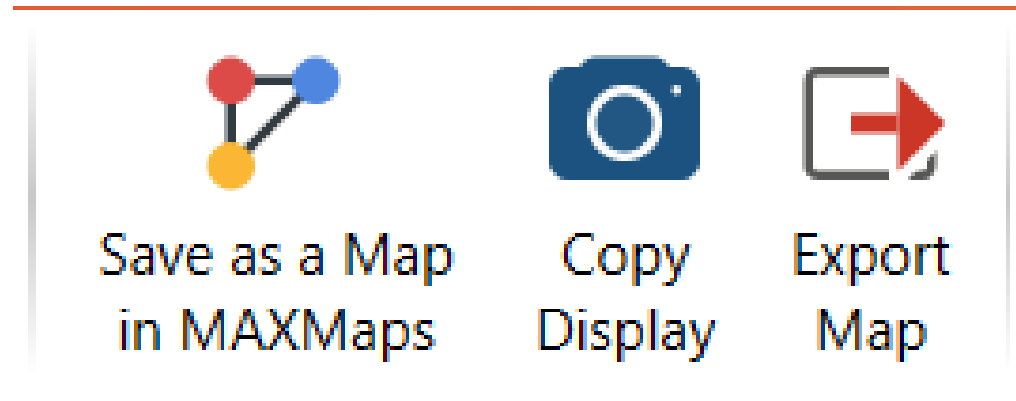 Save as a Map
in MAXMaps
Copy
Display
Export
Map